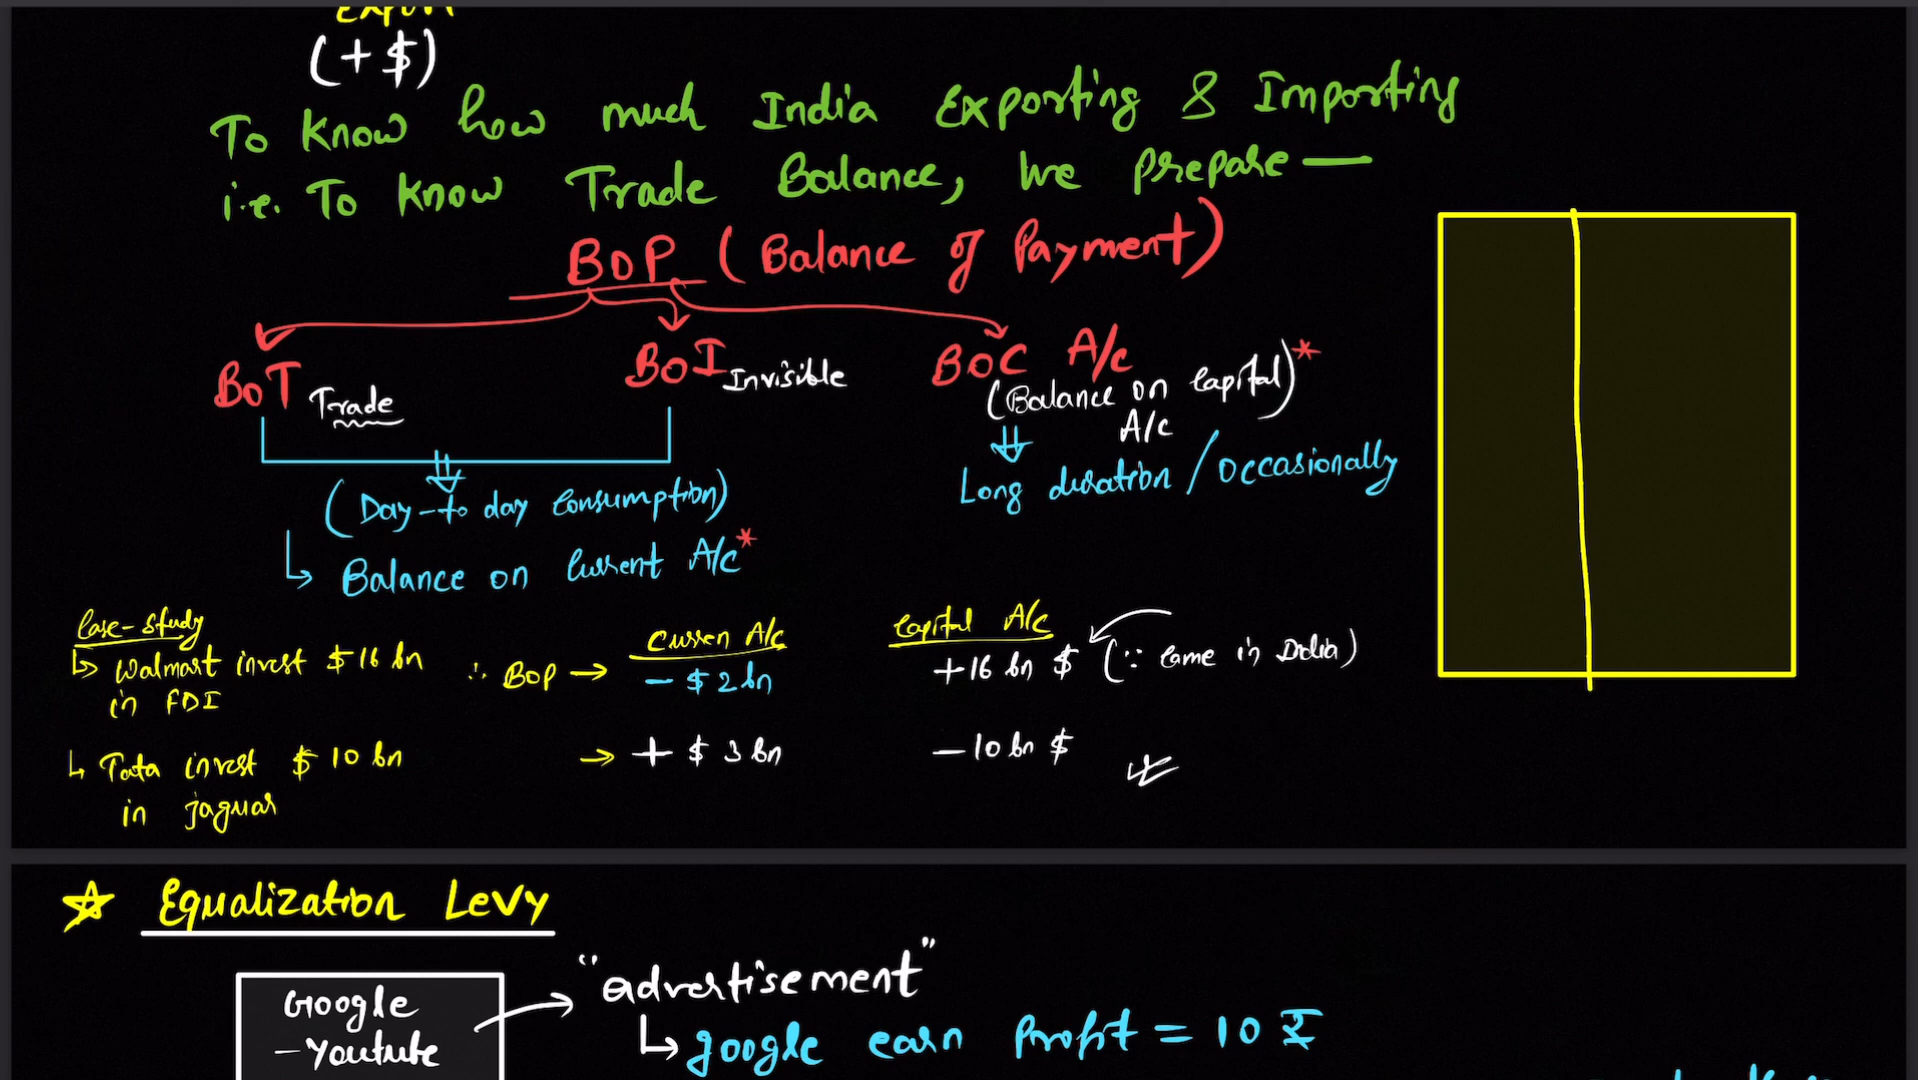 Export
(+$)
To Know how much India Exporting & Importing
i.e. To Know Trade Balance, We Prepare —
BOP (Balance of Payment)
BOT Trade
BOI Invisible
BOC A/c
(Balance on Capital)*
A/c
Long duration / occasionally
(Day-to day Consumption)
Balance on Current A/c*
Case-Study
Walmart invest $16 bn
in FDI
∴ BOP → Curren A/c
- $2 bn
Capital A/c
+16 bn $ (∵ Came in India)
Tata invest $ 10 bn
in jaguar
→ + $ 3 bn
- 10 bn $
Equalization Levy
Google
- Youtube
"advertisement"
google earn Profit = 10 ₹